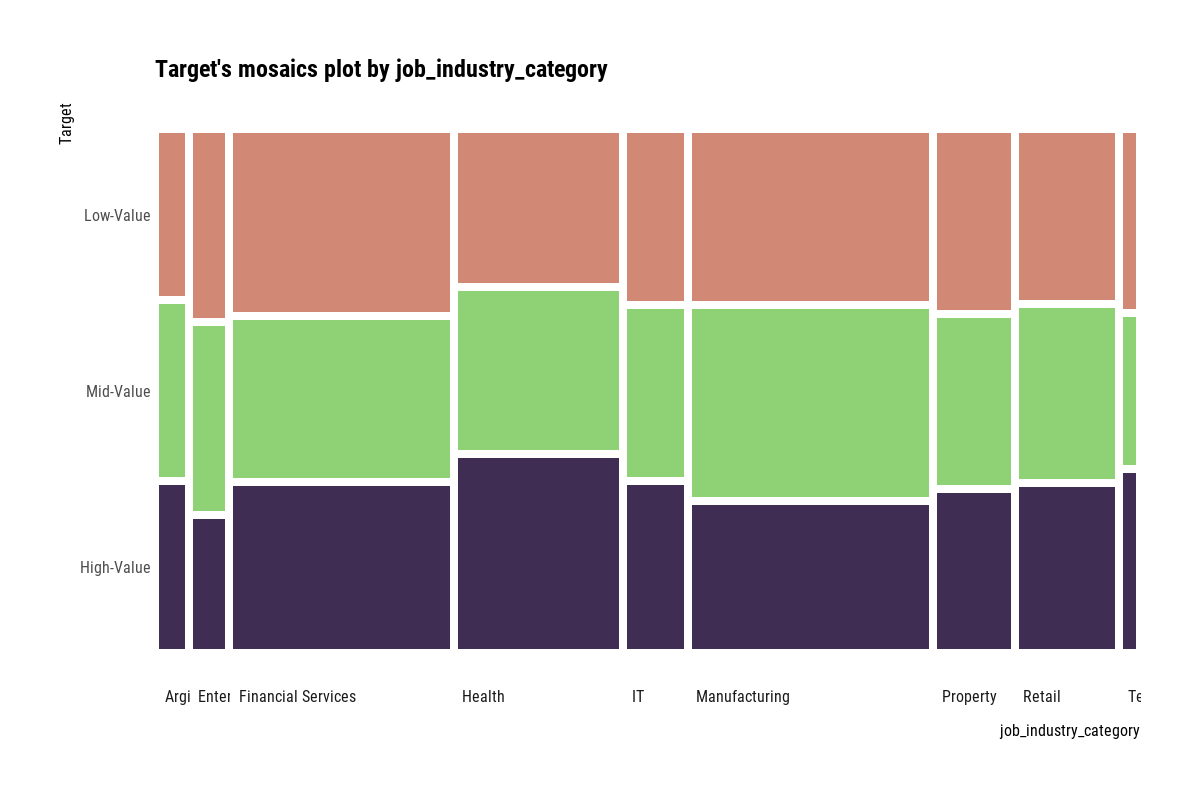 Target's mosaics plot by job_industry_category
Target
Low-Value
Mid-Value
High-Value
Argi Enter Financial Services Health IT Manufacturing Property Retail Te
job_industry_category